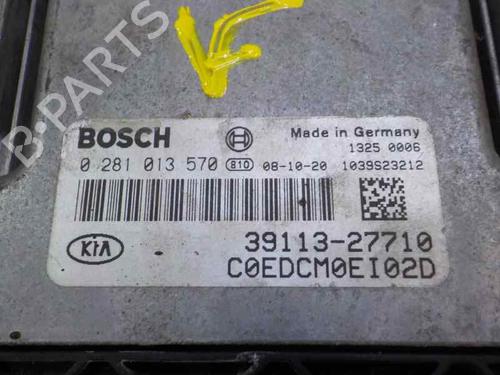 B-PARTS
BOSCH
Made in Germany
1325 0006
0 281 013 570 810 08-10-20 1039S23212
KIA
39113-27710
C0EDCM0EI02D